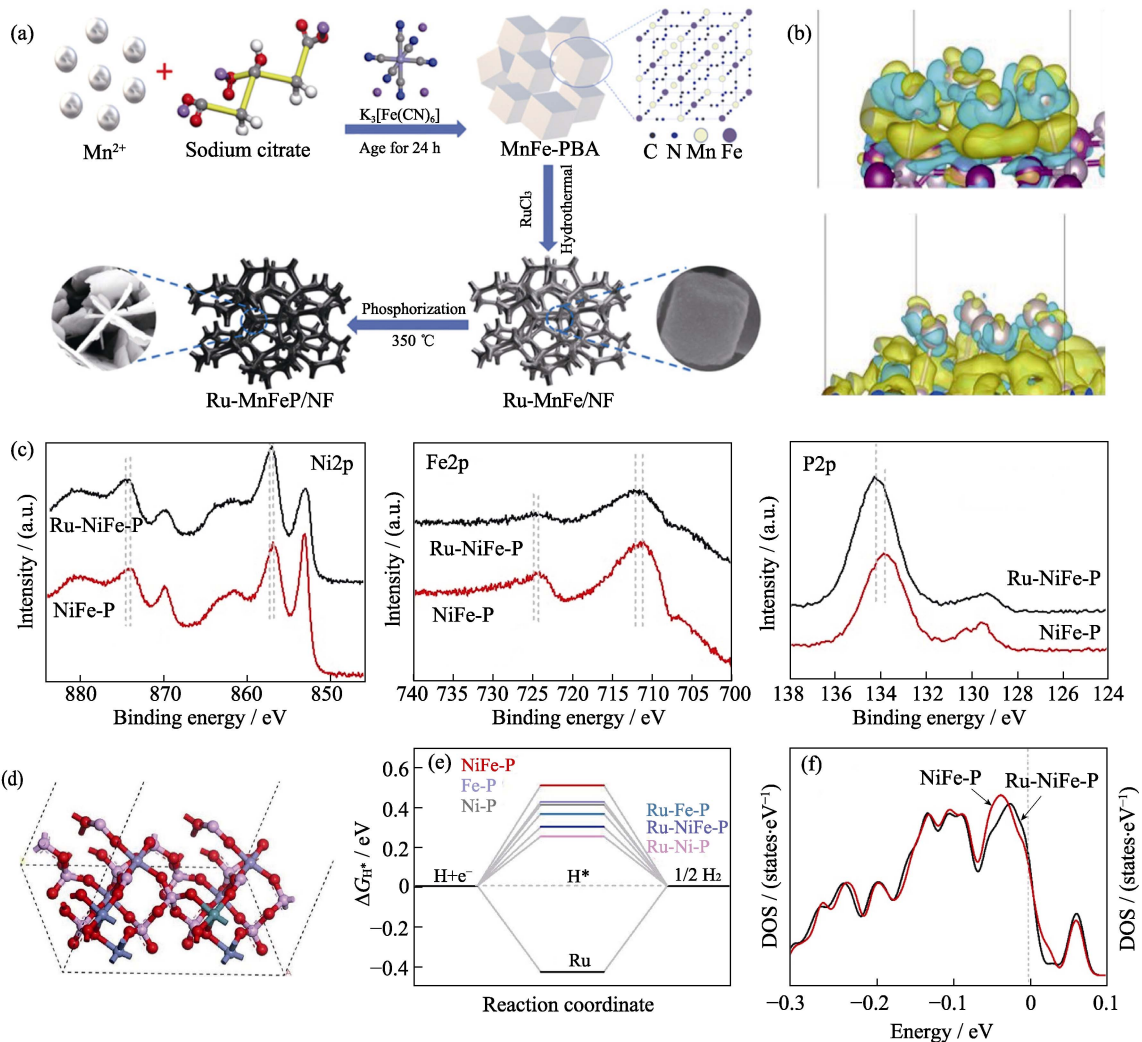 (a)
K₃[Fe(CN)₆]
Age for 24 h
Mn²⁺
Sodium citrate
MnFe-PBA
C N Mn Fe
RuCl₃
Hydrothermal
Phosphorization
350 ℃
Ru-MnFeP/NF
Ru-MnFe/NF
(b)
(c)
Ni2p
Ru-NiFe-P
NiFe-P
Intensity / (a.u.)
880 870 860 850
Binding energy / eV
Fe2p
Ru-NiFe-P
NiFe-P
Intensity / (a.u.)
740 735 730 725 720 715 710 705 700
Binding energy / eV
P2p
Ru-NiFe-P
NiFe-P
Intensity / (a.u.)
138 136 134 132 130 128 126 124
Binding energy / eV
(d)
(e)
NiFe-P
Fe-P
Ni-P
Ru-Fe-P
Ru-NiFe-P
Ru-Ni-P
H+e⁻
H*
1/2 H₂
Ru
0.6
0.4
0.2
0
−0.2
−0.4
ΔG_H* / eV
Reaction coordinate
(f)
NiFe-P
Ru-NiFe-P
DOS / (states·eV⁻¹)
DOS / (states·eV⁻¹)
−0.3 −0.2 −0.1 0 0.1
Energy / eV